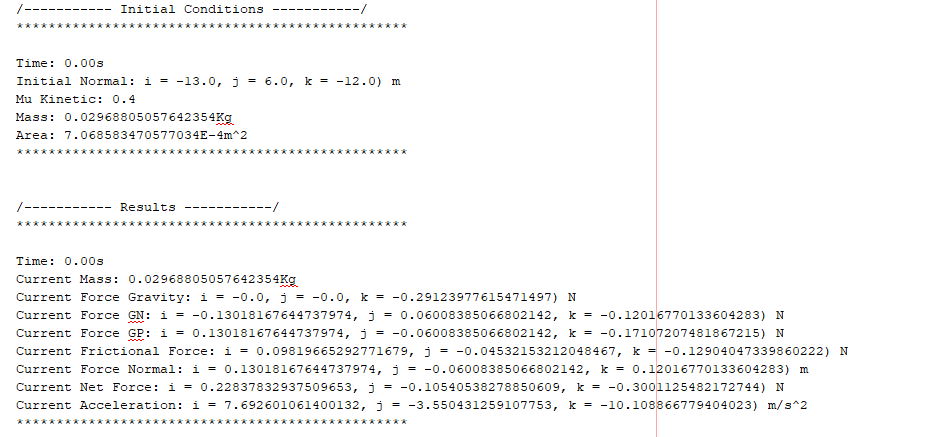 /----------- Initial Conditions -----------/
*************************************************
Time: 0.00s
Initial Normal: i = -13.0, j = 6.0, k = -12.0) m
Mu Kinetic: 0.4
Mass: 0.02968805057642354Kg
Area: 7.068583470577034E-4m^2
*************************************************
/----------- Results -----------/
*************************************************
Time: 0.00s
Current Mass: 0.02968805057642354Kg
Current Force Gravity: i = -0.0, j = -0.0, k = -0.29123977615471497) N
Current Force GN: i = -0.13018167644737974, j = 0.06008385066802142, k = -0.12016770133604283) N
Current Force GP: i = 0.13018167644737974, j = -0.06008385066802142, k = -0.17107207481867215) N
Current Frictional Force: i = 0.09819665292771679, j = -0.04532153212048467, k = -0.12904047339860222) N
Current Force Normal: i = 0.13018167644737974, j = -0.06008385066802142, k = 0.12016770133604283) m
Current Net Force: i = 0.22837832937509653, j = -0.10540538278850609, k = -0.3001125482172744) N
Current Acceleration: i = 7.692601061400132, j = -3.550431259107753, k = -10.108866779404023) m/s^2
*************************************************